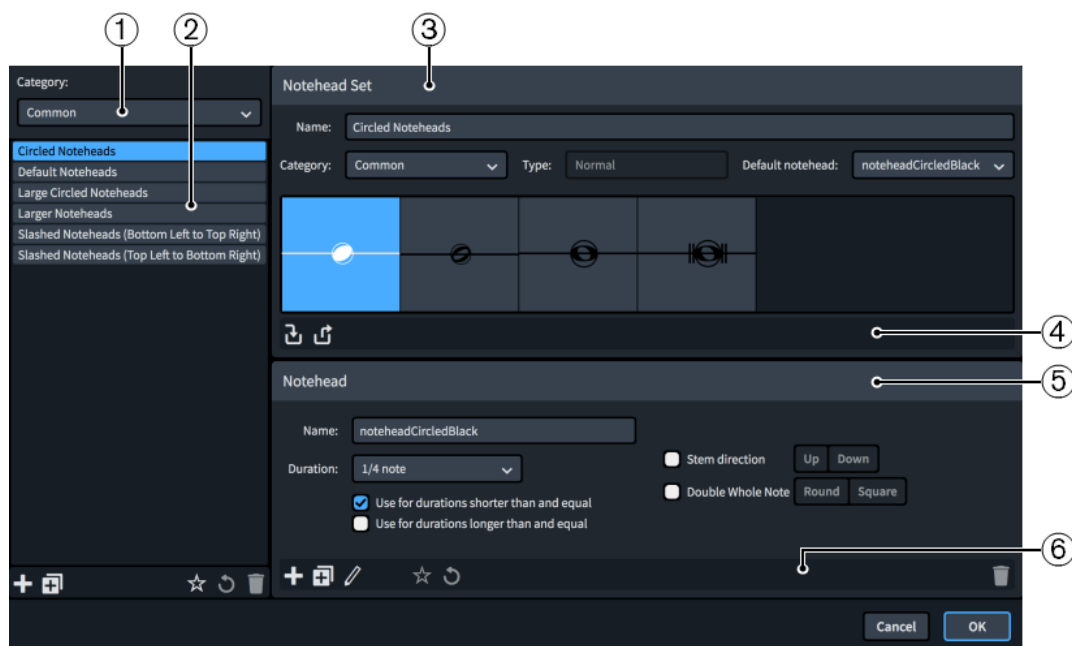 1 2 3
Category:
Common
Circled Noteheads
Default Noteheads
Large Circled Noteheads
Larger Noteheads
Slashed Noteheads (Bottom Left to Top Right)
Slashed Noteheads (Top Left to Bottom Right)
Notehead Set
Name: Circled Noteheads
Category: Common Type: Normal Default notehead: noteheadCircledBlack
4
Notehead
5
Name: noteheadCircledBlack
Duration: 1/4 note
Use for durations shorter than and equal
Use for durations longer than and equal
Stem direction Up Down
Double Whole Note Round Square
6
Cancel OK